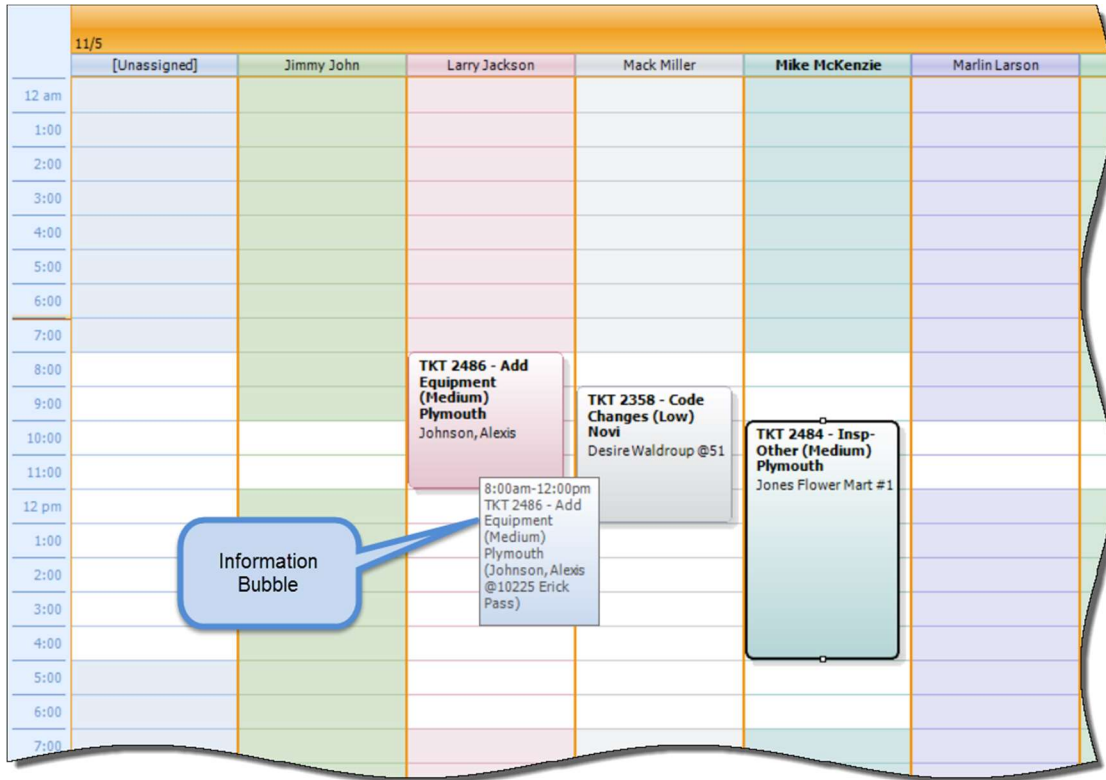 11/5
[Unassigned]
Jimmy John
Larry Jackson
Mack Miller
Mike McKenzie
Marlin Larson
12 am
1:00
2:00
3:00
4:00
5:00
6:00
7:00
8:00
9:00
10:00
11:00
12 pm
1:00
2:00
3:00
4:00
5:00
6:00
7:00
TKT 2486 - Add
Equipment
(Medium)
Plymouth
Johnson, Alexis
TKT 2358 - Code
Changes (Low)
Novi
Desire Waldroup @51
TKT 2484 - Insp-
Other (Medium)
Plymouth
Jones Flower Mart #1
8:00am-12:00pm
TKT 2486 - Add
Equipment
(Medium)
Plymouth
(Johnson, Alexis
@10225 Erick
Pass)
Information
Bubble